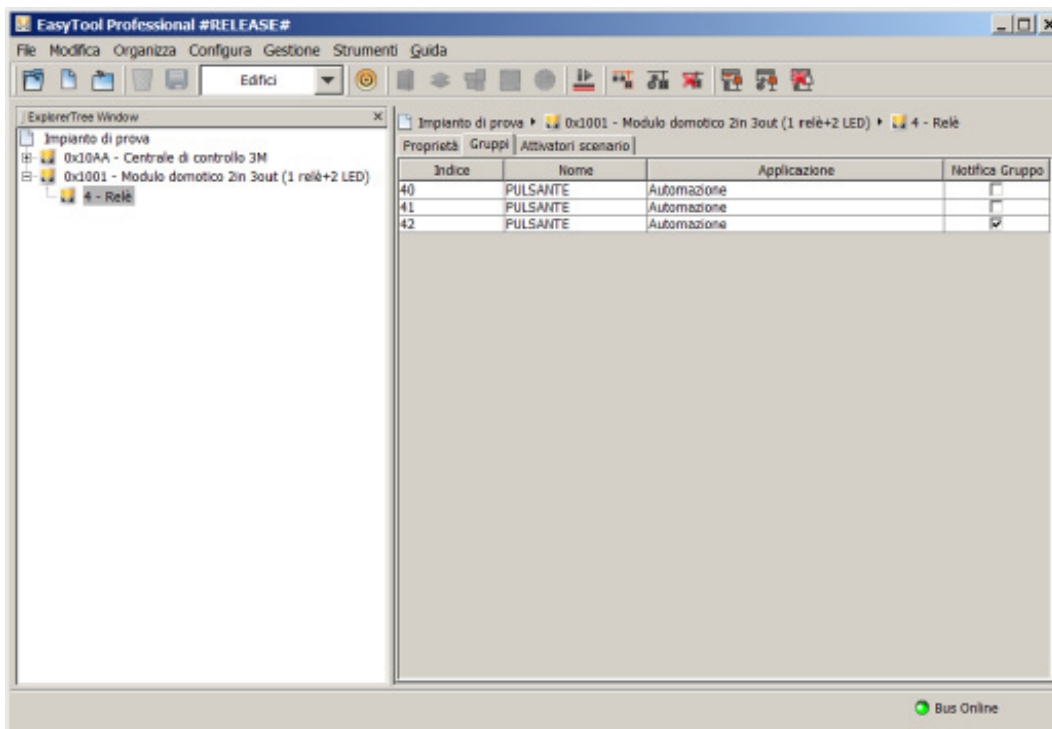 EasyTool Professional #RELEASE#
File Modifica Organizza Configura Gestione Strumenti Guida
Edifici
ExplorerTree Window
Impianto di prova
0x10AA - Centrale di controllo 3M
0x1001 - Modulo domotico 2in 3out (1 relè+2 LED)
4 - Relè
Impianto di prova 0x1001 - Modulo domotico 2in 3out (1 relè+2 LED) 4 - Relè
Proprietà Gruppi Attivatori scenario
Indice Nome Applicazione Notifica Gruppo
40 PULSANTE Automazione
41 PULSANTE Automazione
42 PULSANTE Automazione
Bus Online